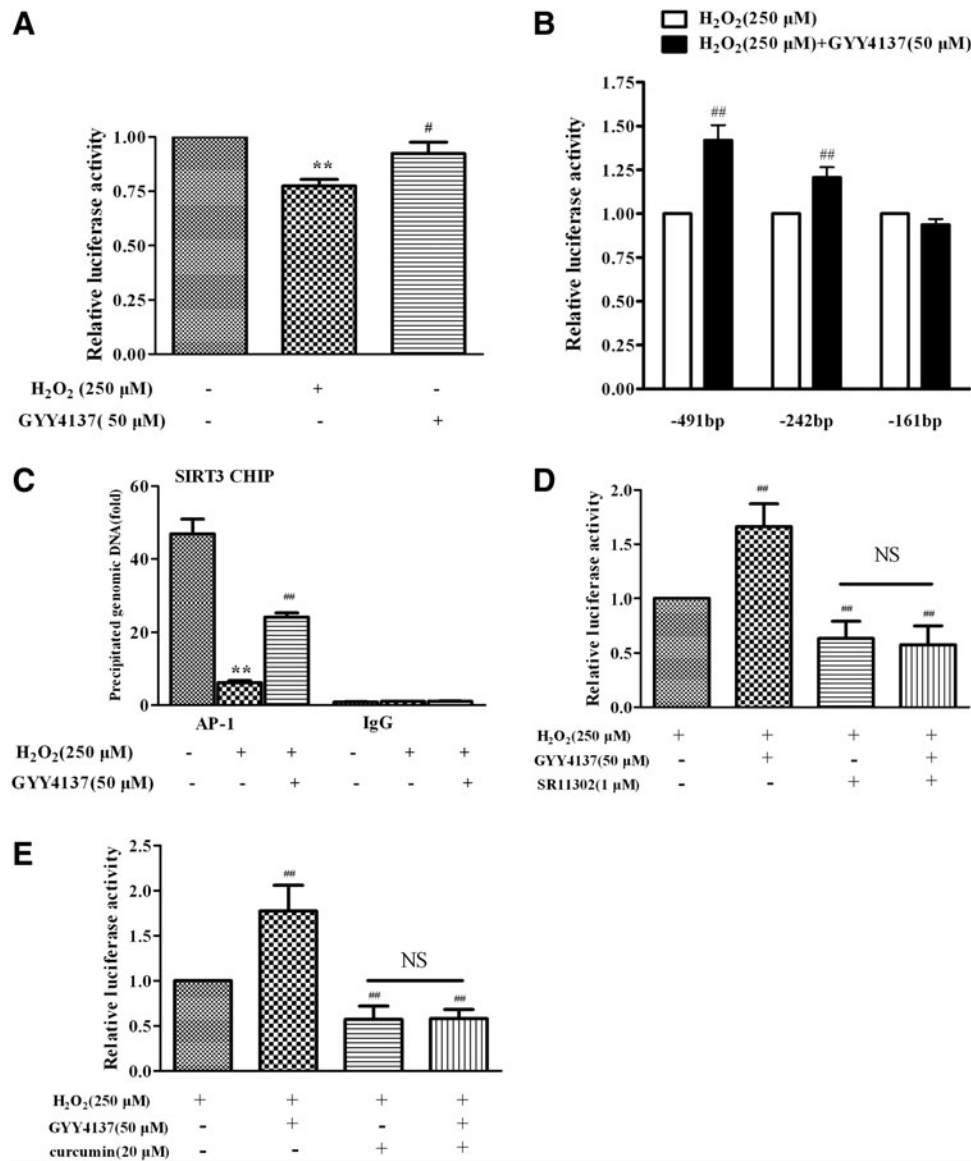 A
Relative luciferase activity
1.00
0.75
0.50
0.25
0.00
**
#
H₂O₂ (250 μM) - + -
GYY4137( 50 μM) - - +
B
H₂O₂(250 μM)
H₂O₂(250 μM)+GYY4137(50 μM)
Relative luciferase activity
1.75
1.50
1.25
1.00
0.75
0.50
0.25
0.00
##
##
-491bp -242bp -161bp
C
SIRT3 CHIP
Precipitated genomic DNA(fold)
60
40
20
0
**
##
AP-1 IgG
H₂O₂(250 μM) - + + - + +
GYY4137(50 μM) - - + - - +
D
Relative luciferase activity
2.0
1.5
1.0
0.5
0.0
##
NS
##
##
H₂O₂(250 μM) + + + +
GYY4137(50 μM) - + - +
SR11302(1 μM) - - + +
E
Relative luciferase activity
2.5
2.0
1.5
1.0
0.5
0.0
##
NS
##
##
H₂O₂(250 μM) + + + +
GYY4137(50 μM) - + - +
curcumin(20 μM) - - + +